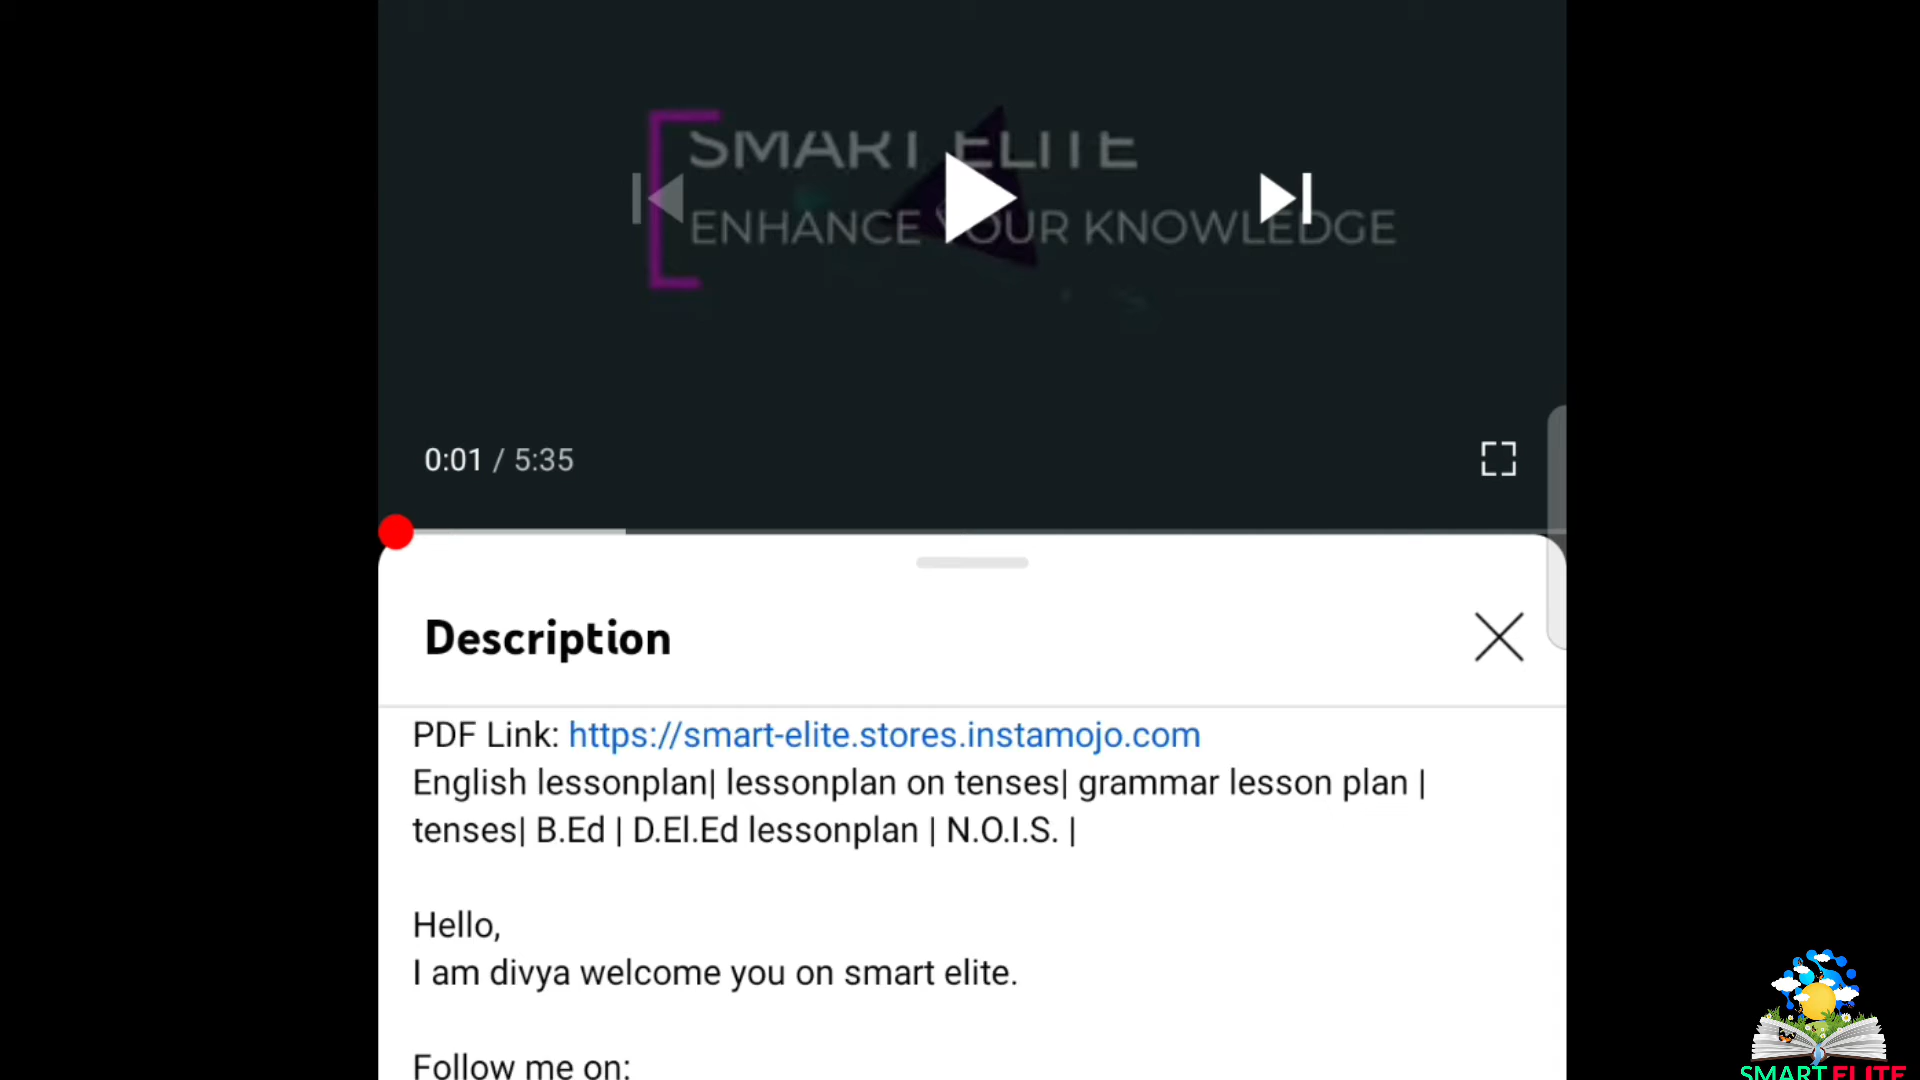 SMART ELITE
ENHANCE YOUR KNOWLEDGE
0:01 / 5:35
Description
PDF Link: https://smart-elite.stores.instamojo.com
English lessonplan| lessonplan on tenses| grammar lesson plan |
tenses| B.Ed | D.El.Ed lessonplan | N.O.I.S. |
Hello,
I am divya welcome you on smart elite.
Follow me on:
SMART ELITE